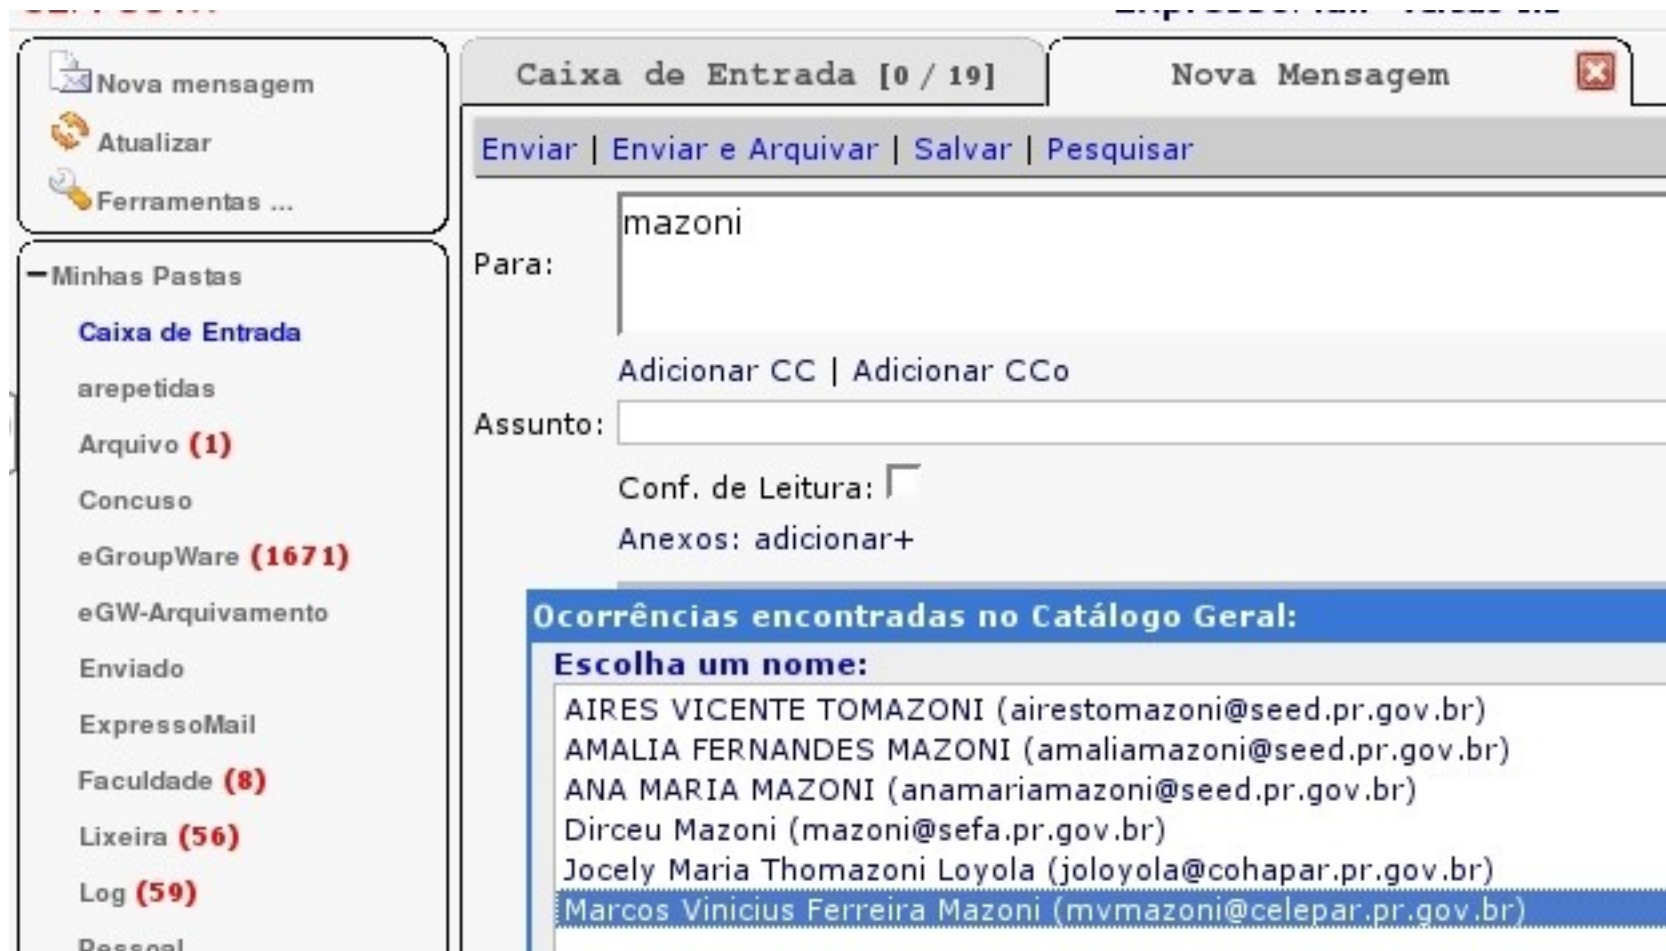 Nova mensagem
Atualizar
Ferramentas ...
Minhas Pastas
Caixa de Entrada
arepetidas
Arquivo (1)
Concuso
eGroupWare (1671)
eGW-Arquivamento
Enviado
ExpressoMail
Faculdade (8)
Lixeira (56)
Log (59)
Pessoal
Caixa de Entrada [0 / 19]
Nova Mensagem
Enviar | Enviar e Arquivar | Salvar | Pesquisar
Para: mazoni
Adicionar CC | Adicionar CCo
Assunto:
Conf. de Leitura:
Anexos: adicionar+
Ocorrências encontradas no Catálogo Geral:
Escolha um nome:
AIRES VICENTE TOMAZONI (airestomazoni@seed.pr.gov.br)
AMALIA FERNANDES MAZONI (amaliamazoni@seed.pr.gov.br)
ANA MARIA MAZONI (anamariamazoni@seed.pr.gov.br)
Dirceu Mazoni (mazoni@sefa.pr.gov.br)
Jocely Maria Thomazoni Loyola (joloyola@cohapar.pr.gov.br)
Marcos Vinicius Ferreira Mazoni (mvmazoni@celepar.pr.gov.br)